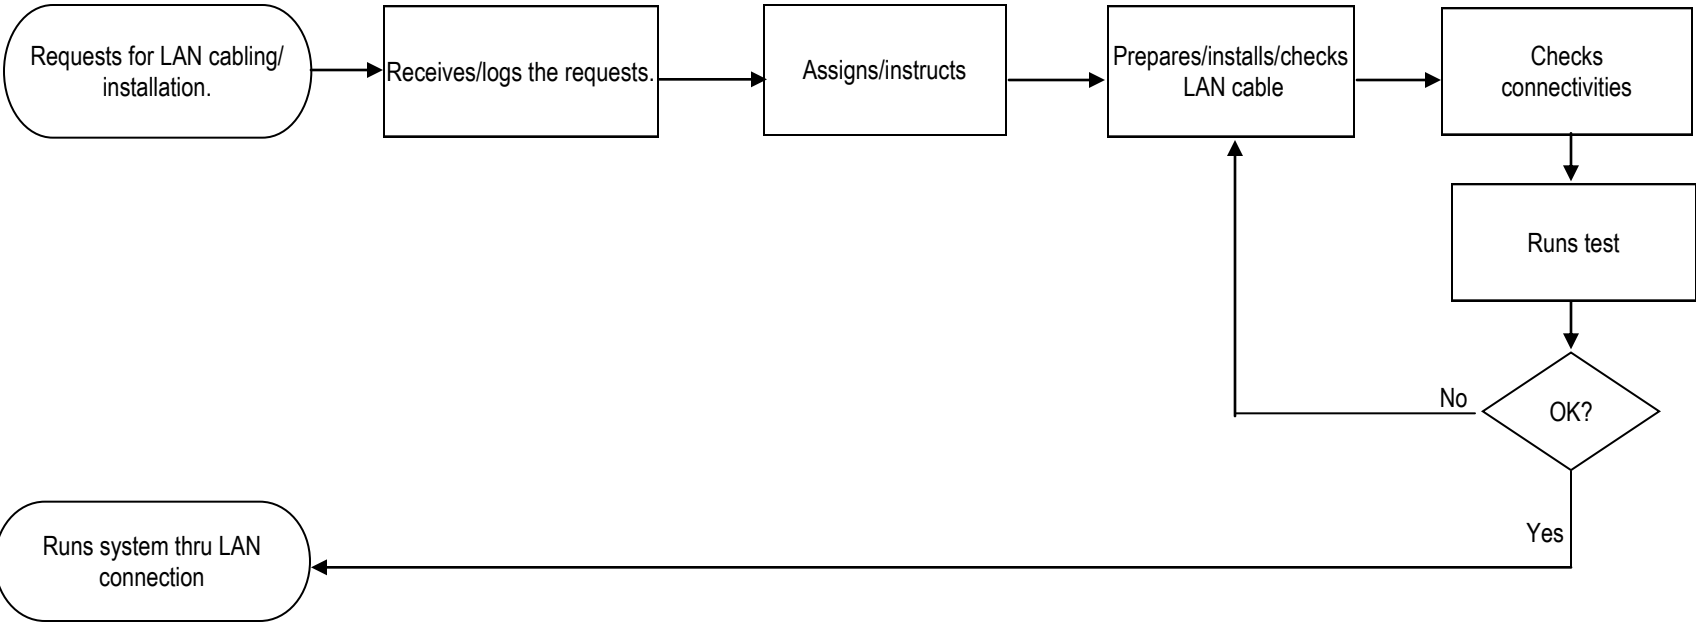 Requests for LAN cabling/
installation.
Receives/logs the requests.
Assigns/instructs
Prepares/installs/checks
LAN cable
Checks
connectivities
Runs test
OK?
No
Yes
Runs system thru LAN
connection